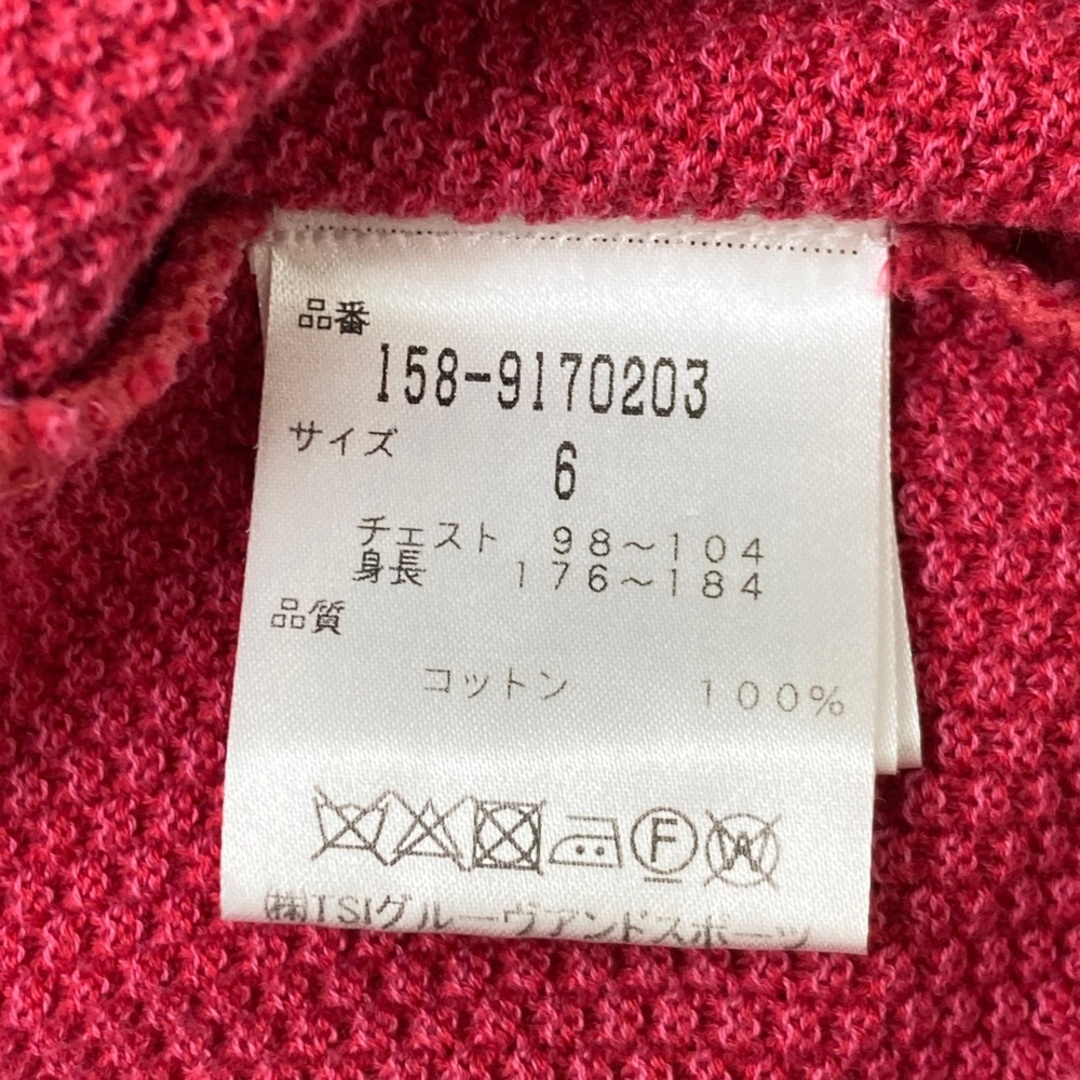 品番
158-9170203
サイズ
6
チェスト 98~104
身長 176~184
品質
コットン 100%
F W
㈱TSIグルーヴアンドスポーツ